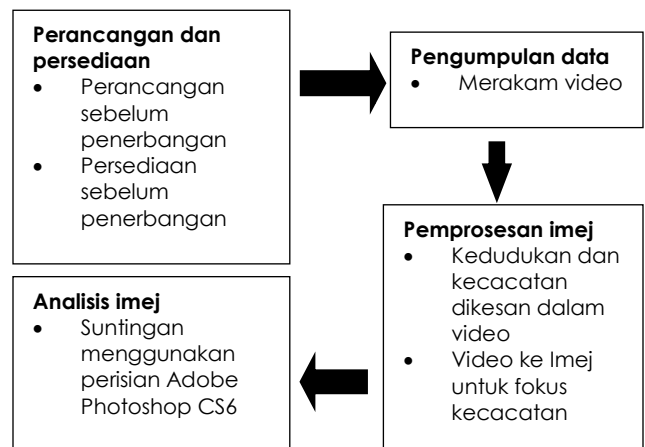 Perancangan dan
persediaan
• Perancangan
sebelum
penerbangan
• Persediaan
sebelum
penerbangan
Pengumpulan data
• Merakam video
Pemprosesan imej
• Kedudukan dan
kecacatan
dikesan dalam
video
• Video ke Imej
untuk fokus
kecacatan
Analisis imej
• Suntingan
menggunakan
perisian Adobe
Photoshop CS6